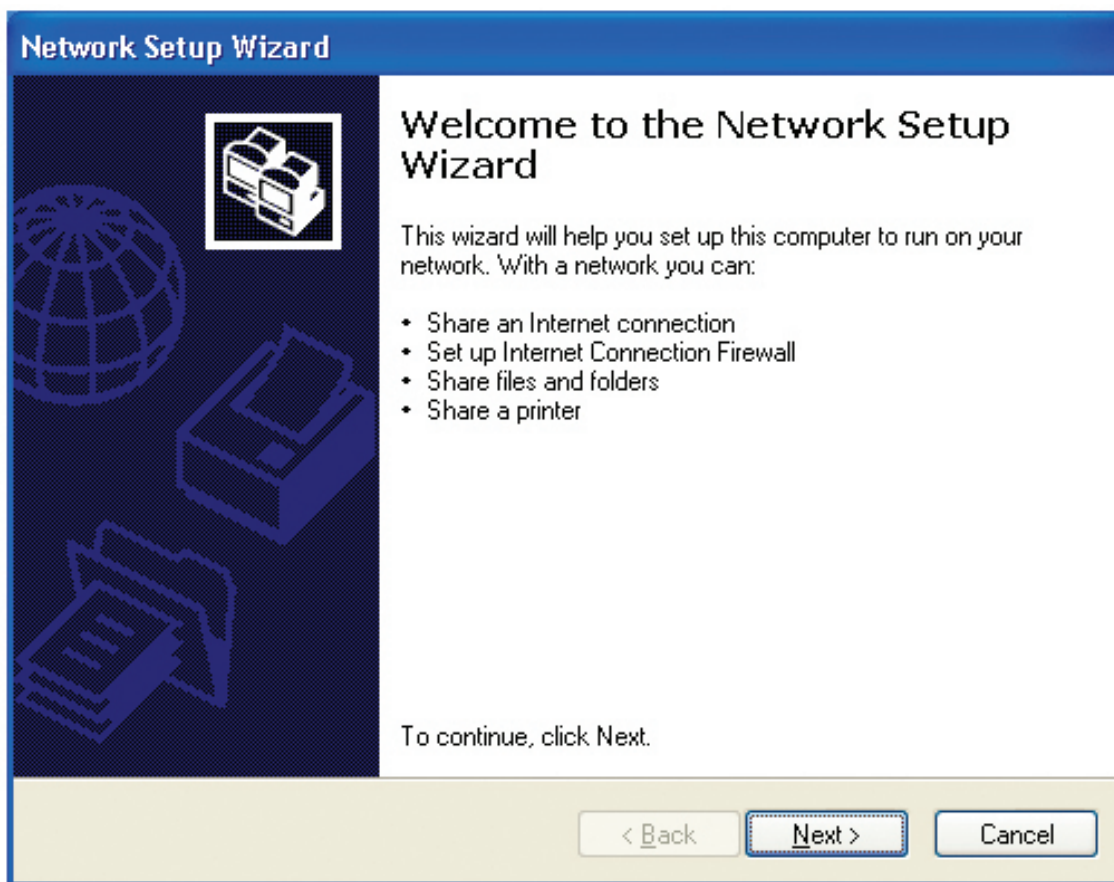 Network Setup Wizard
Welcome to the Network Setup
Wizard
This wizard will help you set up this computer to run on your
network. With a network you can:
• Share an Internet connection
• Set up Internet Connection Firewall
• Share files and folders
• Share a printer
To continue, click Next.
< Back Next > Cancel